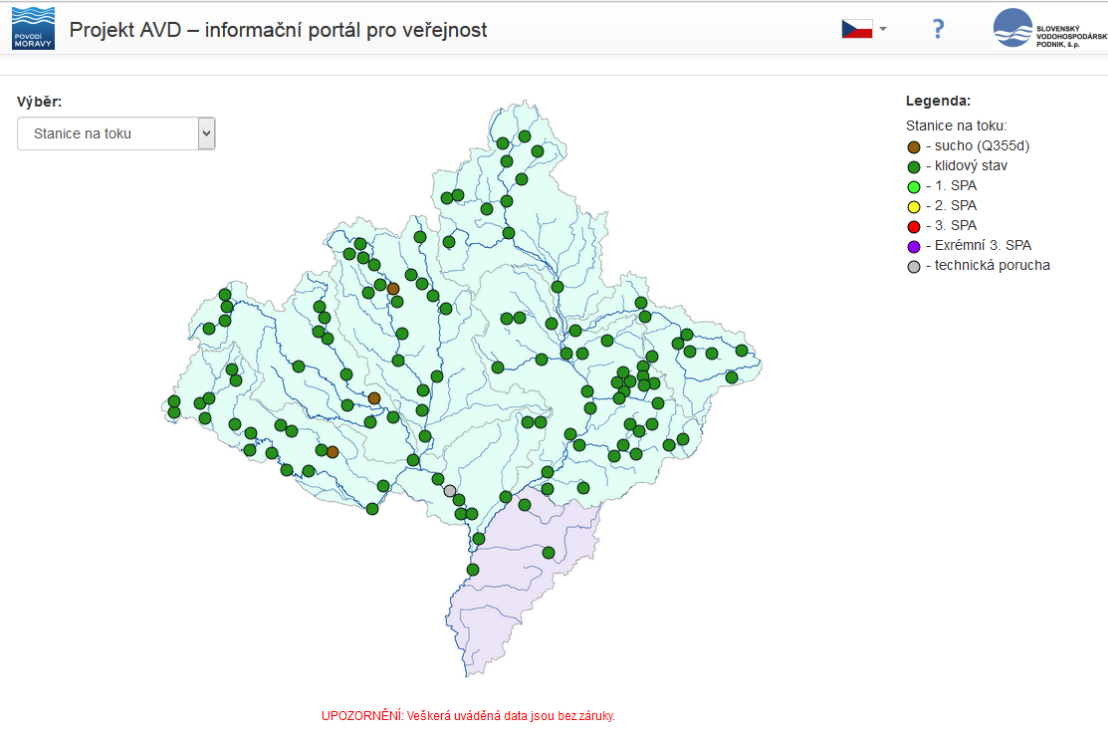 POVODÍ
MORAVY
Projekt AVD – informační portál pro veřejnost
?
SLOVENSKÝ
VODOHOSPODÁRSK
PODNIK, š.p.
Výběr:
Stanice na toku
Legenda:
Stanice na toku:
- sucho (Q355d)
- klidový stav
- 1. SPA
- 2. SPA
- 3. SPA
- Exrémní 3. SPA
- technická porucha
UPOZORNĚNÍ: Veškerá uváděná data jsou bez záruky.